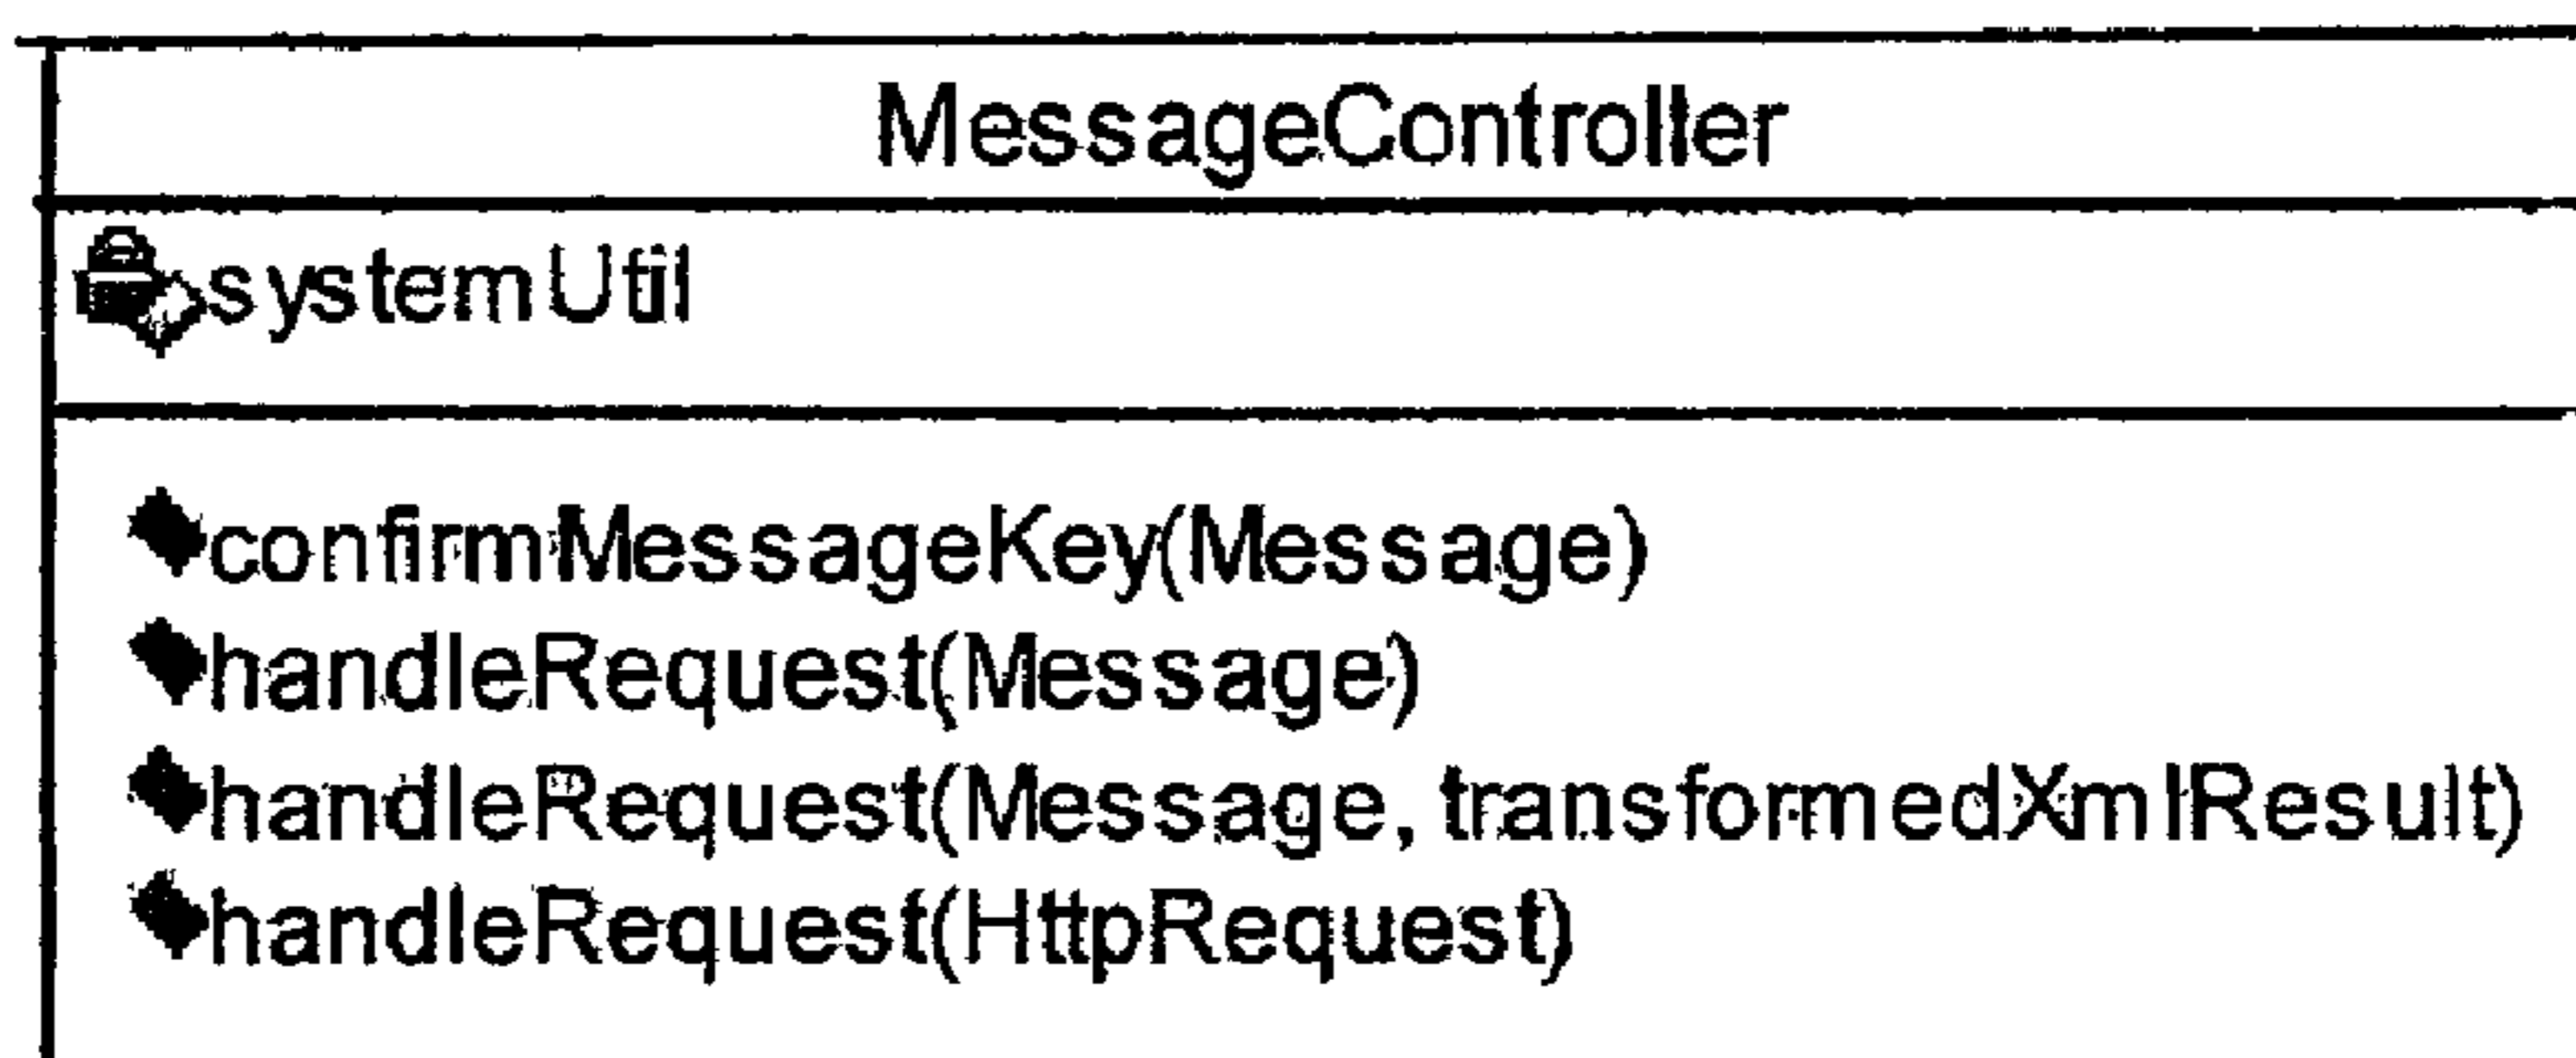 MessageController
systemUtil
confirmMessageKey(Message)
handleRequest(Message)
handleRequest(Message, transformedXmlResult)
handleRequest(HttpRequest)